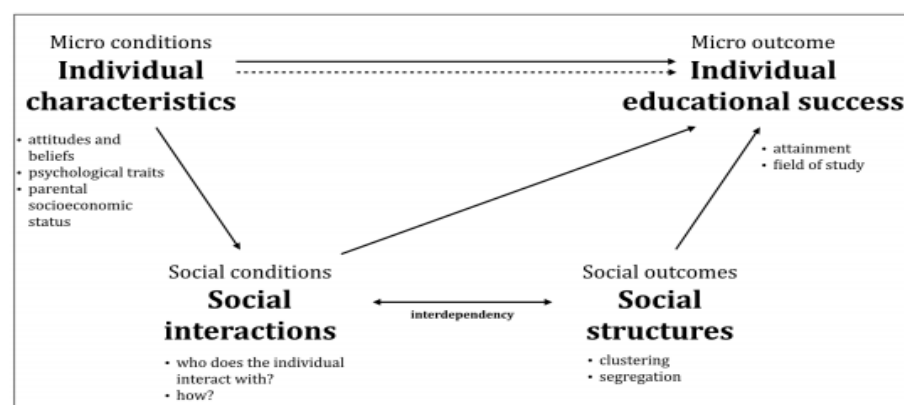 Micro conditions
Individual
characteristics
• attitudes and
beliefs
• psychological traits
• parental
socioeconomic
status
Micro outcome
Individual
educational success
• attainment
• field of study
Social conditions
Social
interactions
• who does the individual
interact with?
• how?
interdependency
Social outcomes
Social
structures
• clustering
• segregation